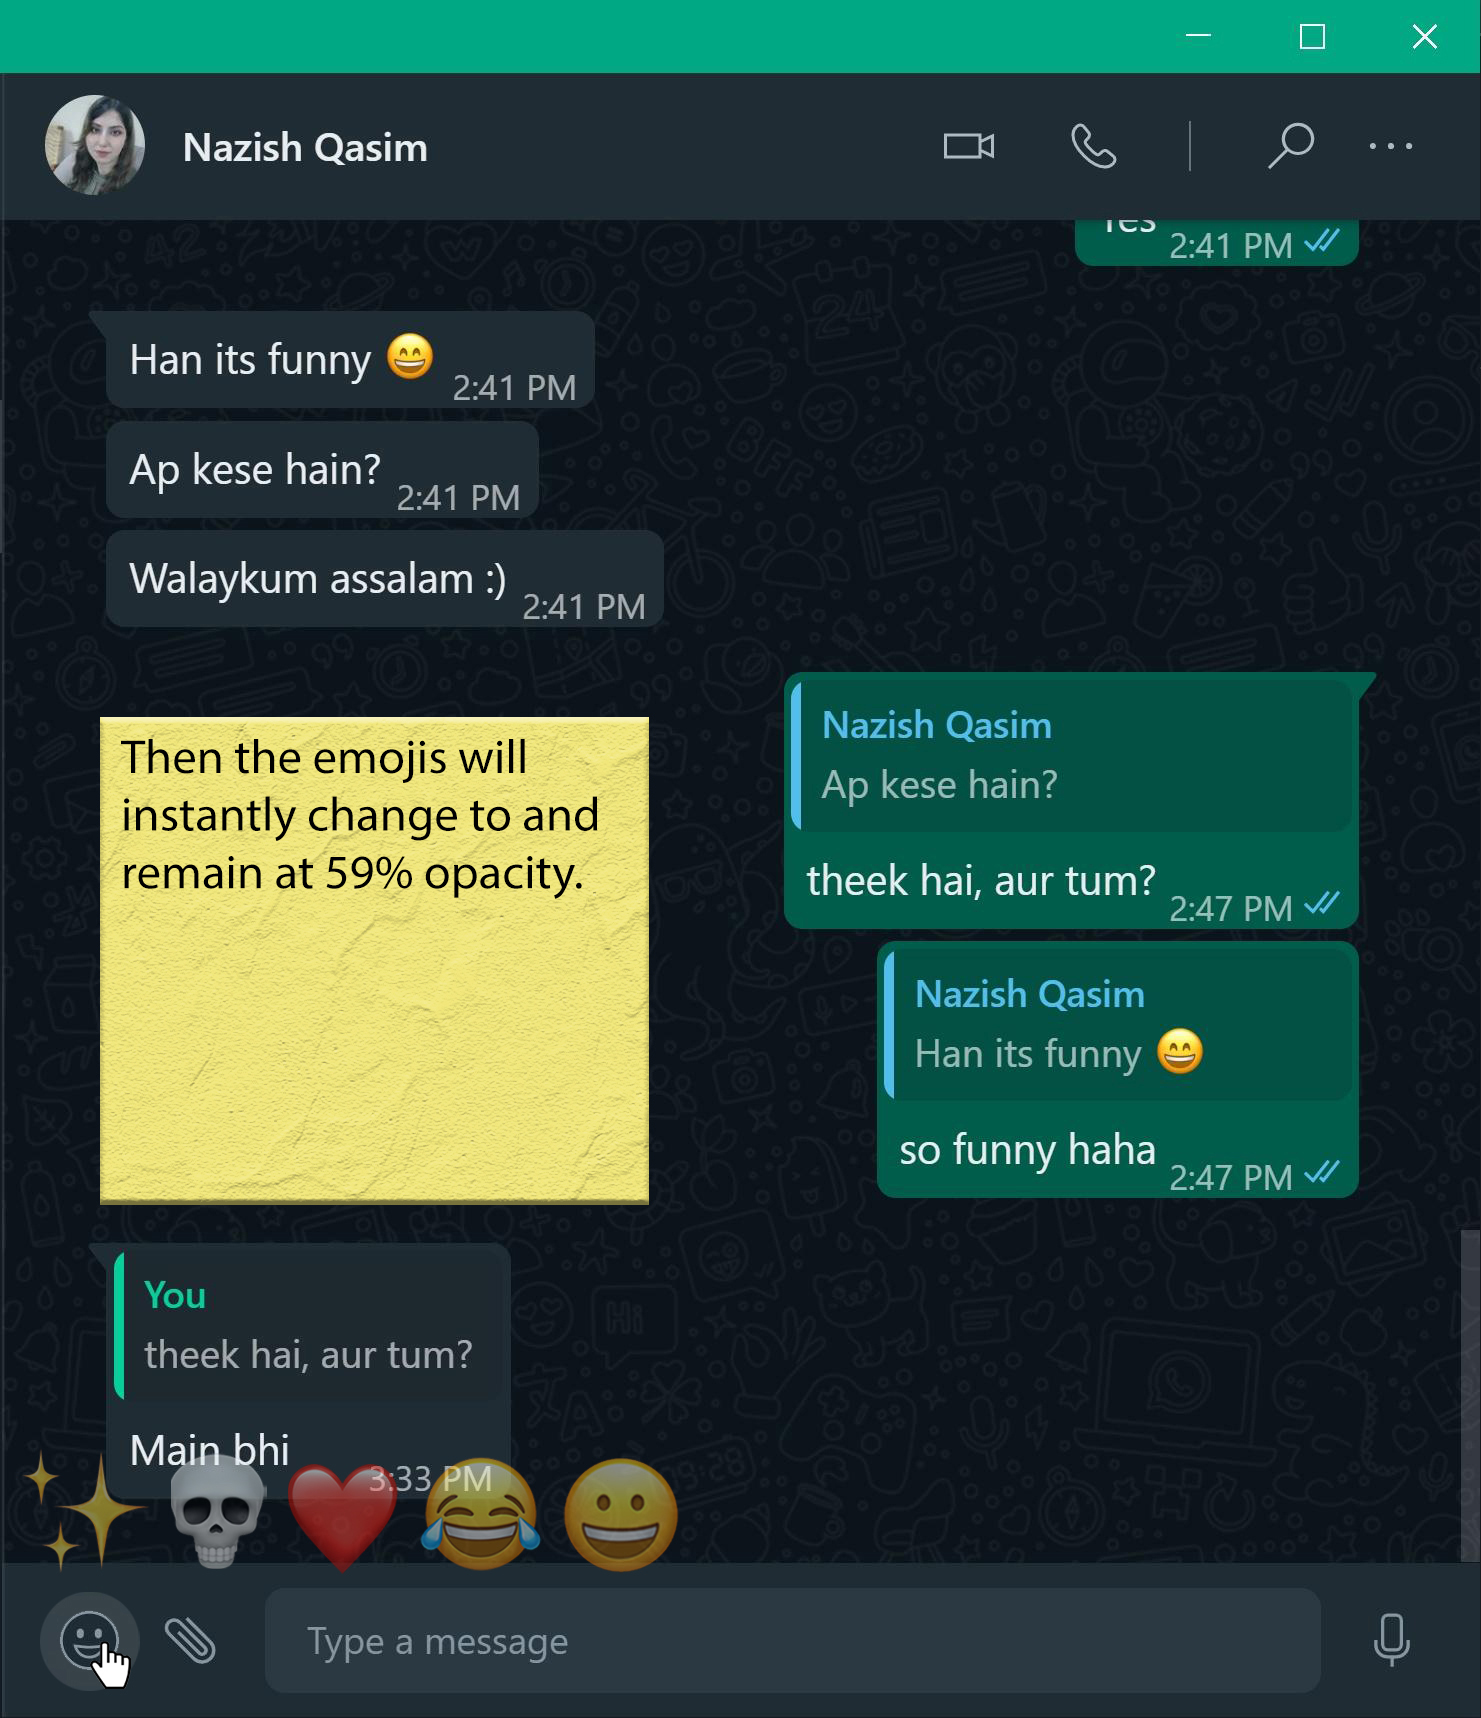 Nazish Qasim
Yes
2:41 PM
Han its funny 😄
2:41 PM
Ap kese hain?
2:41 PM
Walaykum assalam :)
2:41 PM
Nazish Qasim
Ap kese hain?
theek hai, aur tum?
2:47 PM
Then the emojis will
instantly change to and
remain at 59% opacity.
Nazish Qasim
Han its funny 😄
so funny haha
2:47 PM
You
theek hai, aur tum?
Main bhi
3:33 PM
Type a message